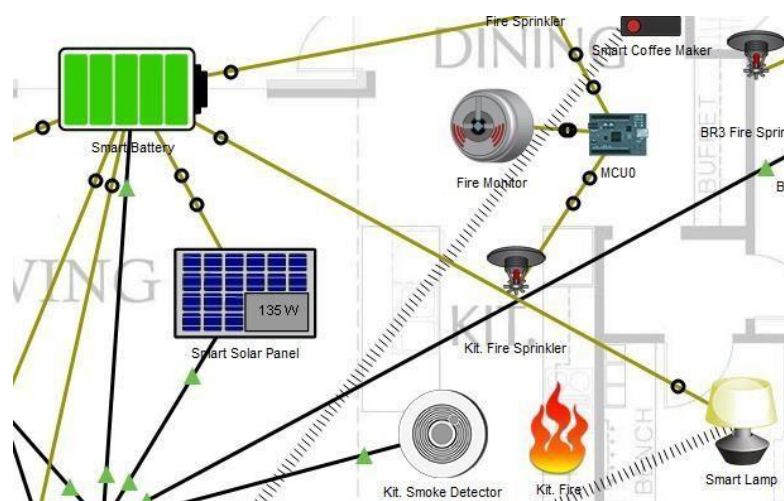 Fire Sprinkler
DINING
Smart Coffee Maker
BR3 Fire Sprin
Smart Battery
Fire Monitor
MCU0
BUFFET
B
VING
135 W
Smart Solar Panel
KIT.
Kit. Fire Sprinkler
BENCH
Kit. Smoke Detector
Kit. Fire
Smart Lamp